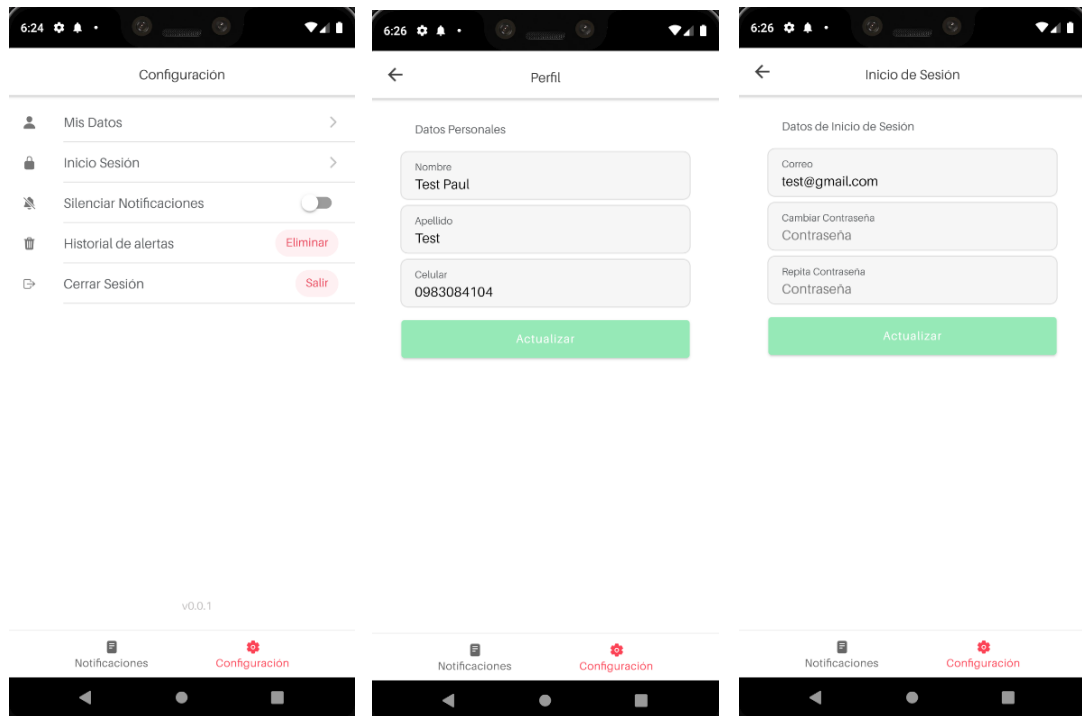 6:24
Configuración
Mis Datos
Inicio Sesión
Silenciar Notificaciones
Historial de alertas Eliminar
Cerrar Sesión Salir
v0.0.1
Notificaciones Configuración
6:26
Perfil
Datos Personales
Nombre
Test Paul
Apellido
Test
Celular
0983084104
Actualizar
Notificaciones Configuración
6:26
Inicio de Sesión
Datos de Inicio de Sesión
Correo
test@gmail.com
Cambiar Contraseña
Contraseña
Repita Contraseña
Contraseña
Actualizar
Notificaciones Configuración